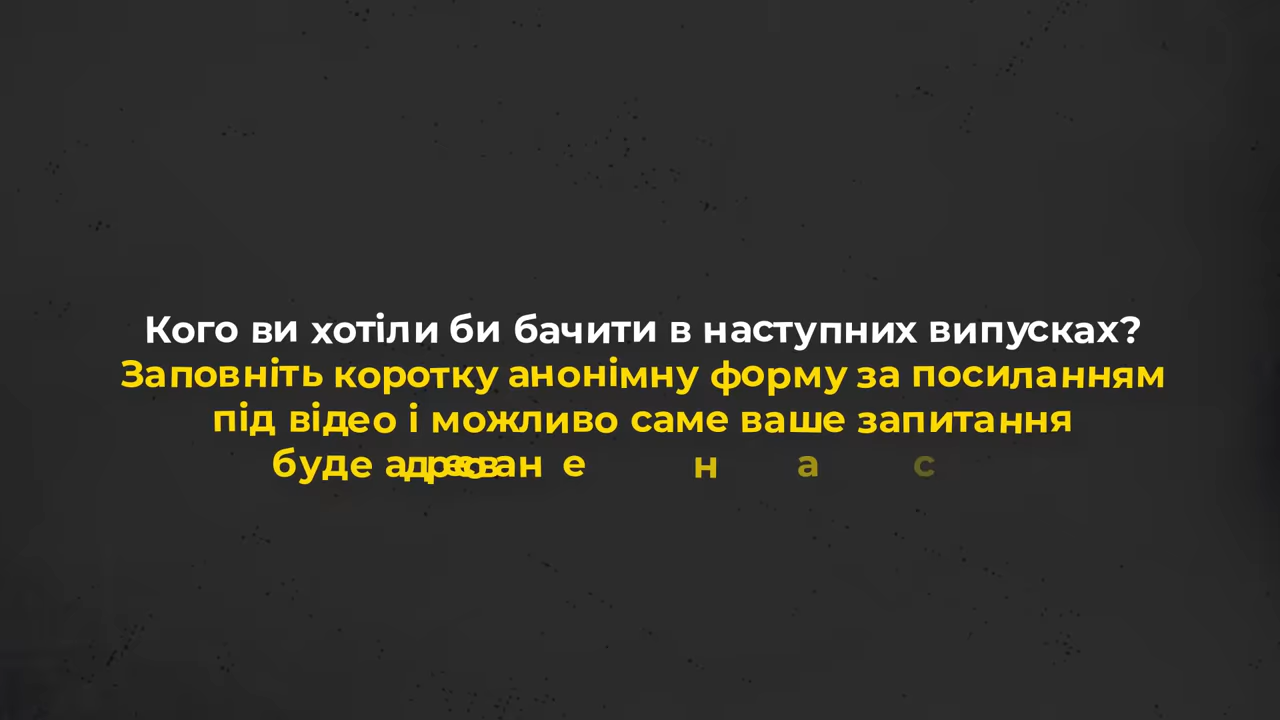 Кого ви хотіли би бачити в наступних випусках?
Заповніть коротку анонімну форму за посиланням
під відео і можливо саме ваше запитання
буде